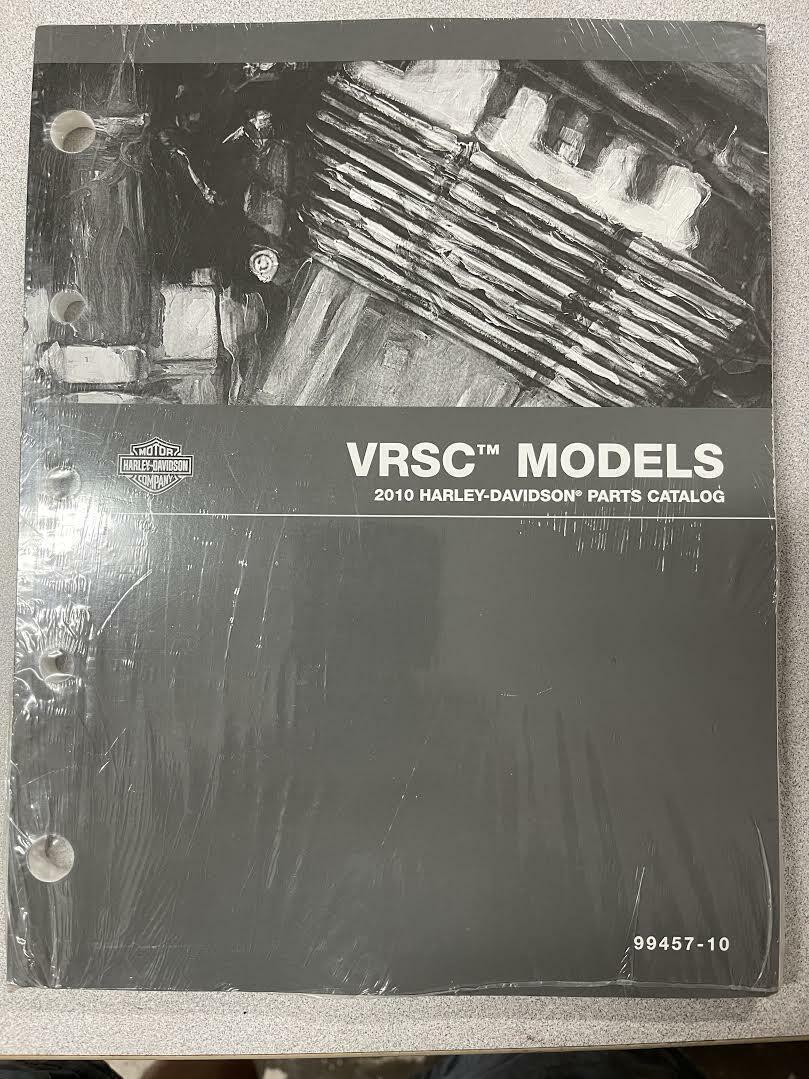 MOTOR
HARLEY-DAVIDSON
COMPANY
VRSC™ MODELS
2010 HARLEY-DAVIDSON® PARTS CATALOG
99457-10